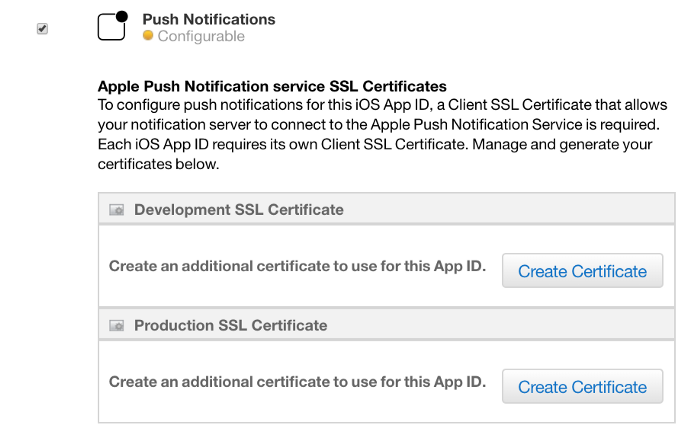 Push Notifications
Configurable
Apple Push Notification service SSL Certificates
To configure push notifications for this iOS App ID, a Client SSL Certificate that allows
your notification server to connect to the Apple Push Notification Service is required.
Each iOS App ID requires its own Client SSL Certificate. Manage and generate your
certificates below.
Development SSL Certificate
Create an additional certificate to use for this App ID.
Create Certificate
Production SSL Certificate
Create an additional certificate to use for this App ID.
Create Certificate